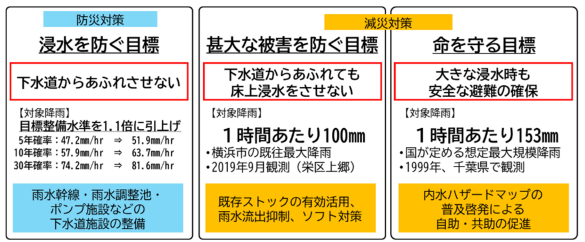 防災対策
減災対策
浸水を防ぐ目標
下水道からあふれさせない
【対象降雨】
目標整備水準を1.1倍に引上げ
5年確率：47.2mm/hr ⇒ 51.9mm/hr
10年確率：57.9mm/hr ⇒ 63.7mm/hr
30年確率：74.2mm/hr ⇒ 81.6mm/hr
雨水幹線・雨水調整池・
ポンプ施設などの
下水道施設の整備
甚大な被害を防ぐ目標
下水道からあふれても
床上浸水をさせない
【対象降雨】
１時間あたり100mm
•横浜市の既往最大降雨
•2019年9月観測（栄区上郷）
既存ストックの有効活用、
雨水流出抑制、ソフト対策
命を守る目標
大きな浸水時も
安全な避難の確保
【対象降雨】
１時間あたり153mm
•国が定める想定最大規模降雨
•1999年、千葉県で観測
内水ハザードマップの
普及啓発による
自助・共助の促進